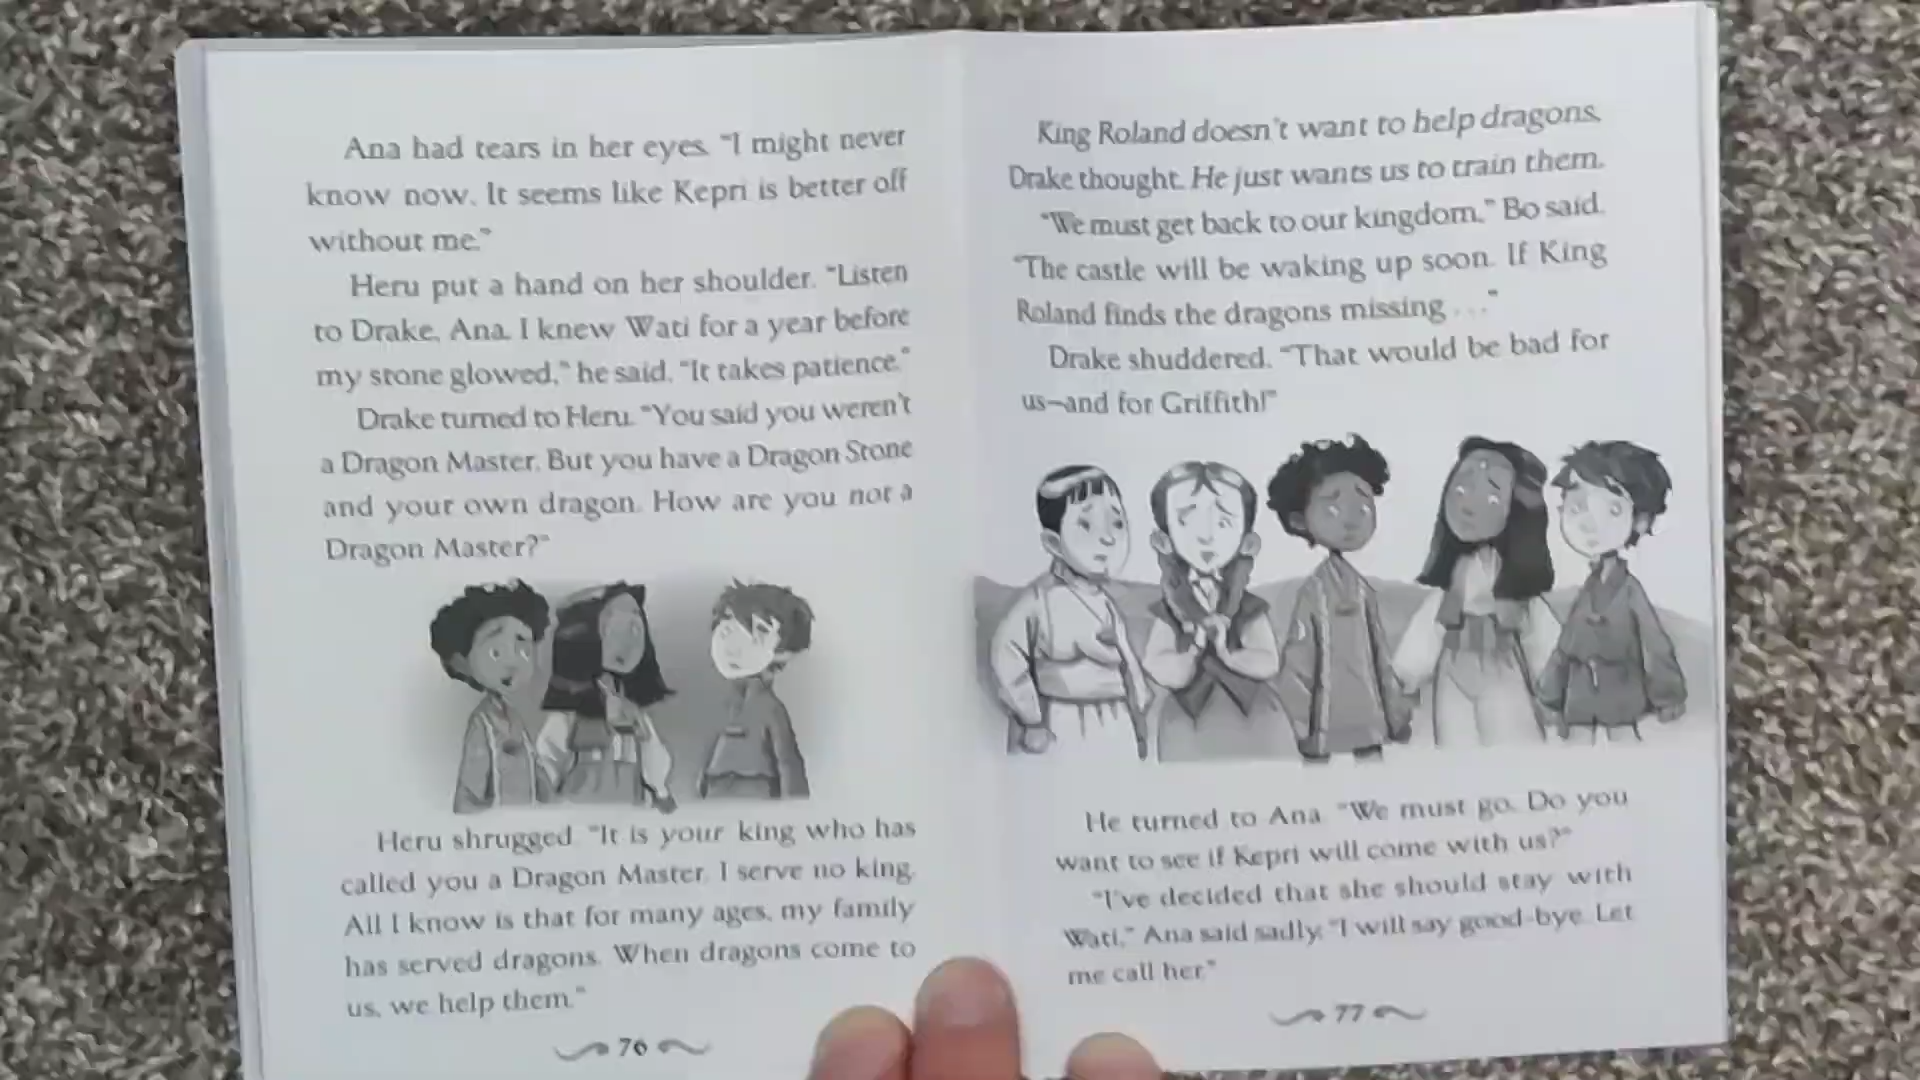 Ana had tears in her eyes. "I might never
know now. It seems like Kepri is better off
without me."
Heru put a hand on her shoulder. "Listen
to Drake, Ana. I knew Wati for a year before
my stone glowed," he said. "It takes patience."
Drake turned to Heru. "You said you weren't
a Dragon Master. But you have a Dragon Stone
and your own dragon. How are you not a
Dragon Master?"
Heru shrugged. "It is your king who has
called you a Dragon Master. I serve no king.
All I know is that for many ages, my family
has served dragons. When dragons come to
us, we help them."
76
King Roland doesn't want to help dragons,
Drake thought. He just wants us to train them.
"We must get back to our kingdom," Bo said.
"The castle will be waking up soon. If King
Roland finds the dragons missing . . ."
Drake shuddered. "That would be bad for
us—and for Griffith!"
He turned to Ana. "We must go. Do you
want to see if Kepri will come with us?"
"I've decided that she should stay with
Wati," Ana said sadly. "I will say good-bye. Let
me call her."
77